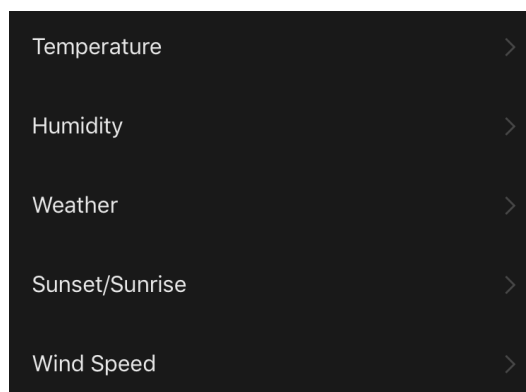 Temperature
Humidity
Weather
Sunset/Sunrise
Wind Speed